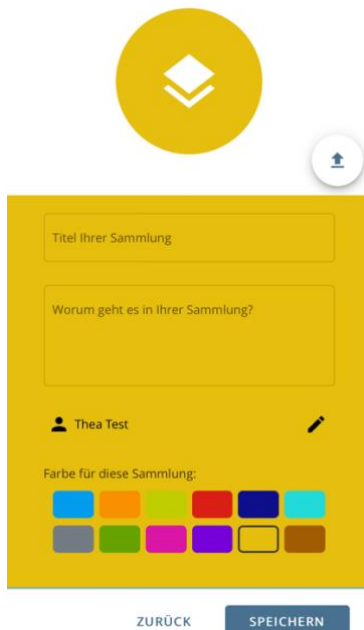 Titel Ihrer Sammlung
Worum geht es in Ihrer Sammlung?
Thea Test
Farbe für diese Sammlung:
ZURÜCK
SPEICHERN